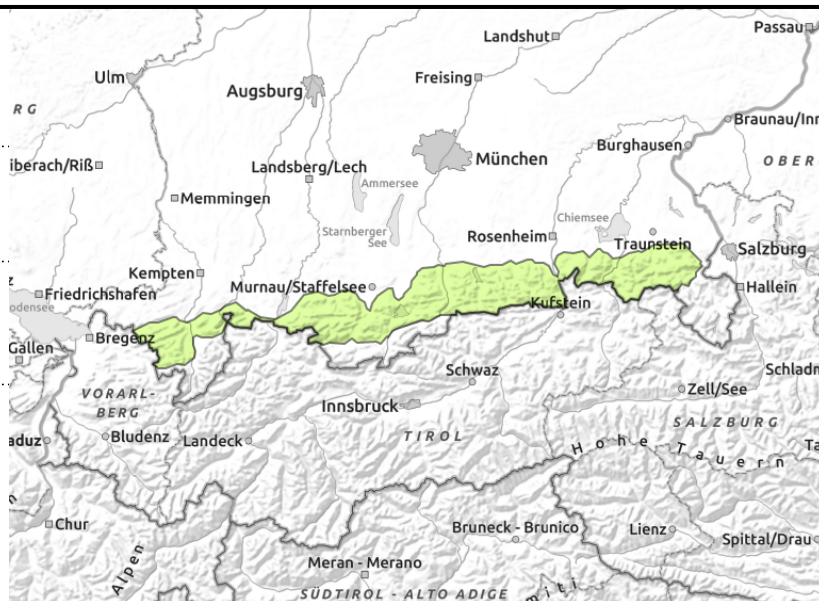 Passau
Landshut
Ulm
Freising
Augsburg
RG
Braunau/Inn
Burghausen
iberach/Riß
Landsberg/Lech
München
OBER
Ammersee
Memmingen
Starnberger
See
Chiemsee
Rosenheim
Traunstein
Salzburg
Kempten
Murnau/Staffelsee
Friedrichshafen
Hallein
odensee
Kufstein
Bregenz
Gallen
Schwaz
Schladm
VORARL-
BERG
Zell/See
Innsbruck
SALZBURG
Bludenz
Landeck
TIROL
aduz
Hohe Tauern
Ta
Chur
Bruneck - Brunico
Lienz
Spittal/Drau
Alpen
Meran - Merano
SÜDTIROL - ALTO ADIGE
miti